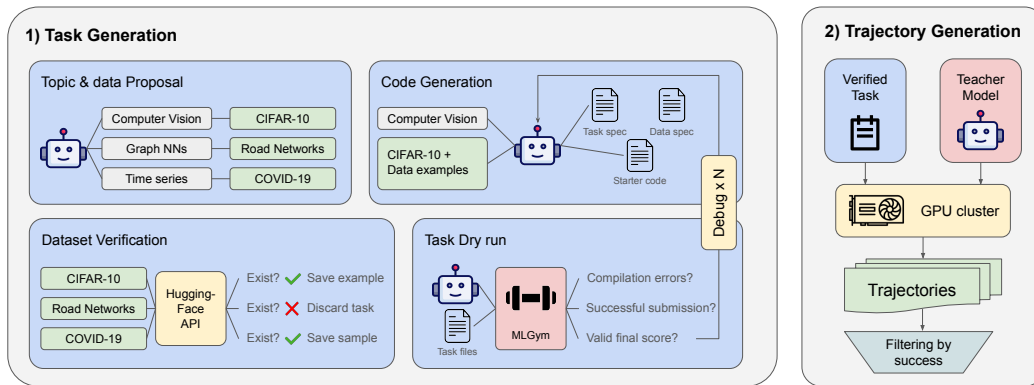 1) Task Generation
Topic & data Proposal
Computer Vision
CIFAR-10
Graph NNs
Road Networks
Time series
COVID-19
Code Generation
Computer Vision
CIFAR-10 +
Data examples
Task spec
Data spec
Starter code
Debug x N
Dataset Verification
CIFAR-10
Road Networks
COVID-19
Hugging-
Face
API
Exist?
Save example
Exist?
Discard task
Exist?
Save sample
Task Dry run
Task files
MLGym
Compilation errors?
Successful submission?
Valid final score?
2) Trajectory Generation
Verified
Task
Teacher
Model
GPU cluster
Trajectories
Filtering by
success